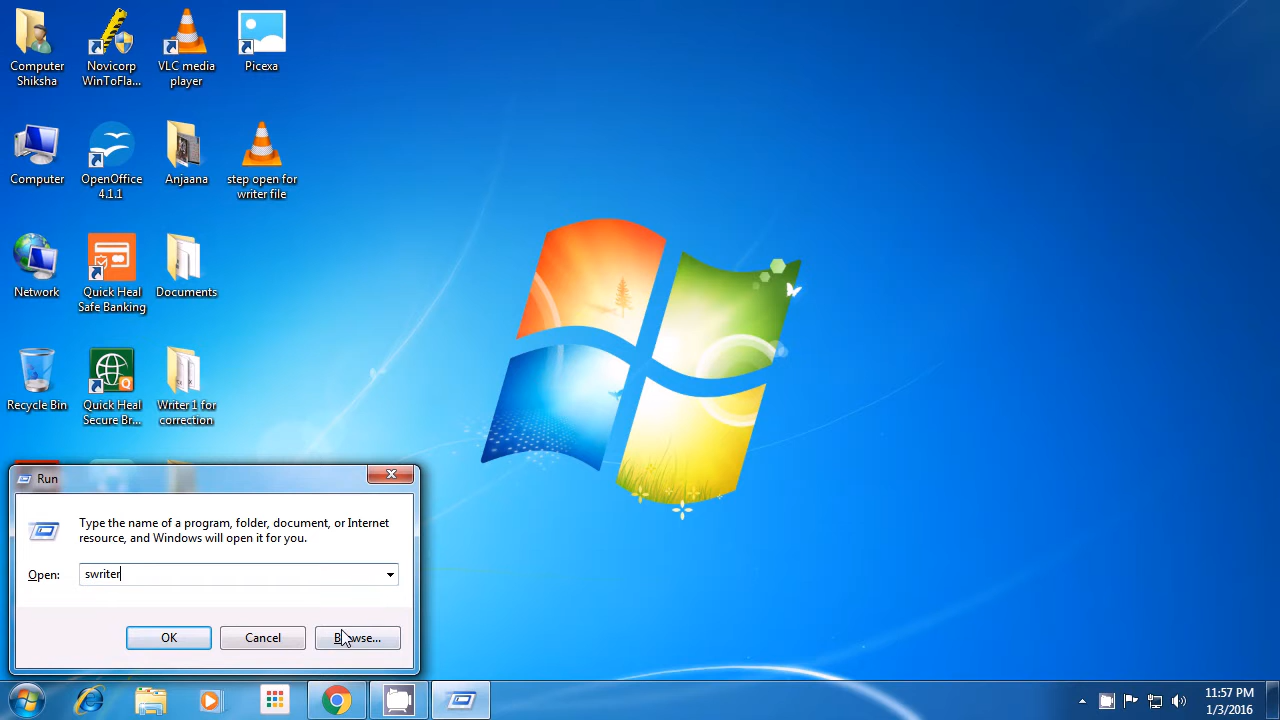 Computer
Shiksha
Novicorp
WinToFla...
VLC media
player
Picexa
Computer
OpenOffice
4.1.1
Anjaana
step open for
writer file
Network
Quick Heal
Safe Banking
Documents
Recycle Bin
Quick Heal
Secure Br...
Writer 1 for
correction
Run
Type the name of a program, folder, document, or Internet
resource, and Windows will open it for you.
Open:
swriter
OK
Cancel
Browse...
11:57 PM
1/3/2016